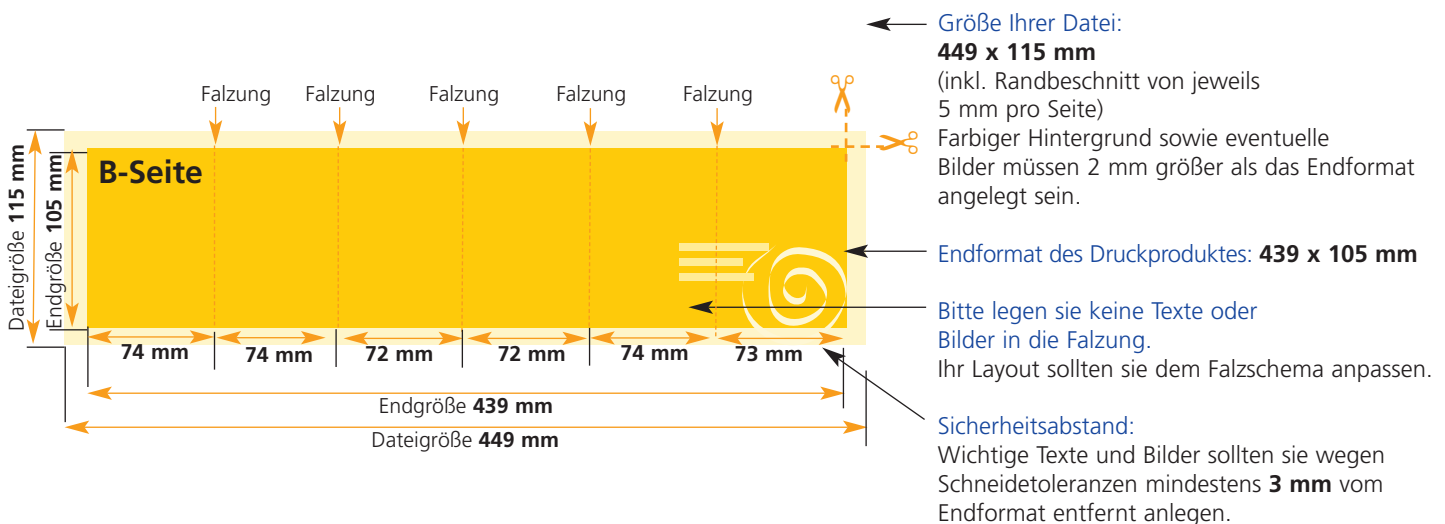 Größe Ihrer Datei:
449 x 115 mm
(inkl. Randbeschnitt von jeweils
5 mm pro Seite)
Farbiger Hintergrund sowie eventuelle
Bilder müssen 2 mm größer als das Endformat
angelegt sein.
Falzung Falzung Falzung Falzung Falzung
Dateigröße 115 mm
Endgröße 105 mm
B-Seite
Endformat des Druckproduktes: 439 x 105 mm
Bitte legen sie keine Texte oder
Bilder in die Falzung.
Ihr Layout sollten sie dem Falzschema anpassen.
74 mm 74 mm 72 mm 72 mm 74 mm 73 mm
Endgröße 439 mm
Dateigröße 449 mm
Sicherheitsabstand:
Wichtige Texte und Bilder sollten sie wegen
Schneidetoleranzen mindestens 3 mm vom
Endformat entfernt anlegen.